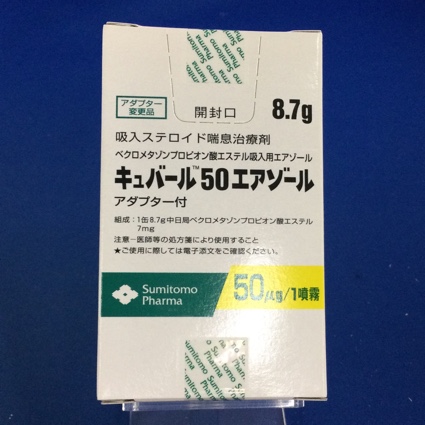 Sumitomo
Pharma
アダプター
変更品
開封口
8.7g
吸入ステロイド喘息治療剤
ベクロメタゾンプロピオン酸エステル吸入用エアゾール
キュバール™50エアゾール
アダプター付
組成：1缶8.7g中日局ベクロメタゾンプロピオン酸エステル
7mg
注意－医師等の処方箋により使用すること
★ご使用に際しては電子添文をご確認ください。
Sumitomo
Pharma
50μg/1噴霧
Sumitomo
Pharma